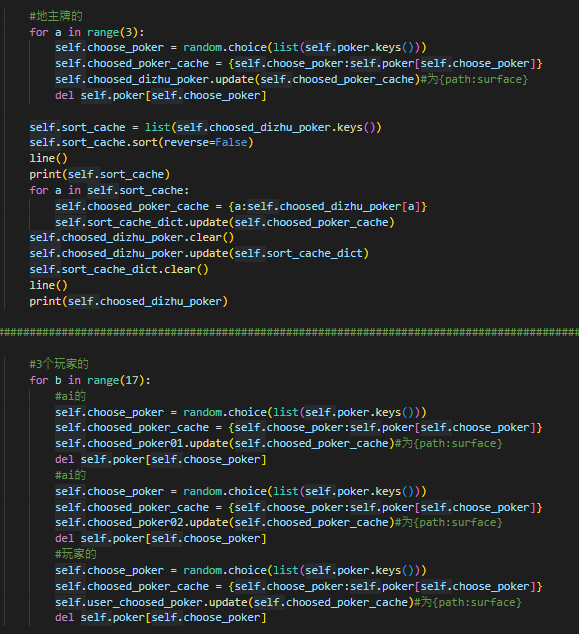 #地主牌的
for a in range(3):
self.choose_poker = random.choice(list(self.poker.keys()))
self.choosed_poker_cache = {self.choose_poker:self.poker[self.choose_poker]}
self.choosed_dizhu_poker.update(self.choosed_poker_cache)#为{path:surface}
del self.poker[self.choose_poker]
self.sort_cache = list(self.choosed_dizhu_poker.keys())
self.sort_cache.sort(reverse=False)
line()
print(self.sort_cache)
for a in self.sort_cache:
self.choosed_poker_cache = {a:self.choosed_dizhu_poker[a]}
self.sort_cache_dict.update(self.choosed_poker_cache)
self.choosed_dizhu_poker.clear()
self.choosed_dizhu_poker.update(self.sort_cache_dict)
self.sort_cache_dict.clear()
line()
print(self.choosed_dizhu_poker)
################################################################################################
#3个玩家的
for b in range(17):
#ai的
self.choose_poker = random.choice(list(self.poker.keys()))
self.choosed_poker_cache = {self.choose_poker:self.poker[self.choose_poker]}
self.choosed_poker01.update(self.choosed_poker_cache)#为{path:surface}
del self.poker[self.choose_poker]
#ai的
self.choose_poker = random.choice(list(self.poker.keys()))
self.choosed_poker_cache = {self.choose_poker:self.poker[self.choose_poker]}
self.choosed_poker02.update(self.choosed_poker_cache)#为{path:surface}
del self.poker[self.choose_poker]
#玩家的
self.choose_poker = random.choice(list(self.poker.keys()))
self.choosed_poker_cache = {self.choose_poker:self.poker[self.choose_poker]}
self.user_choosed_poker.update(self.choosed_poker_cache)#为{path:surface}
del self.poker[self.choose_poker]